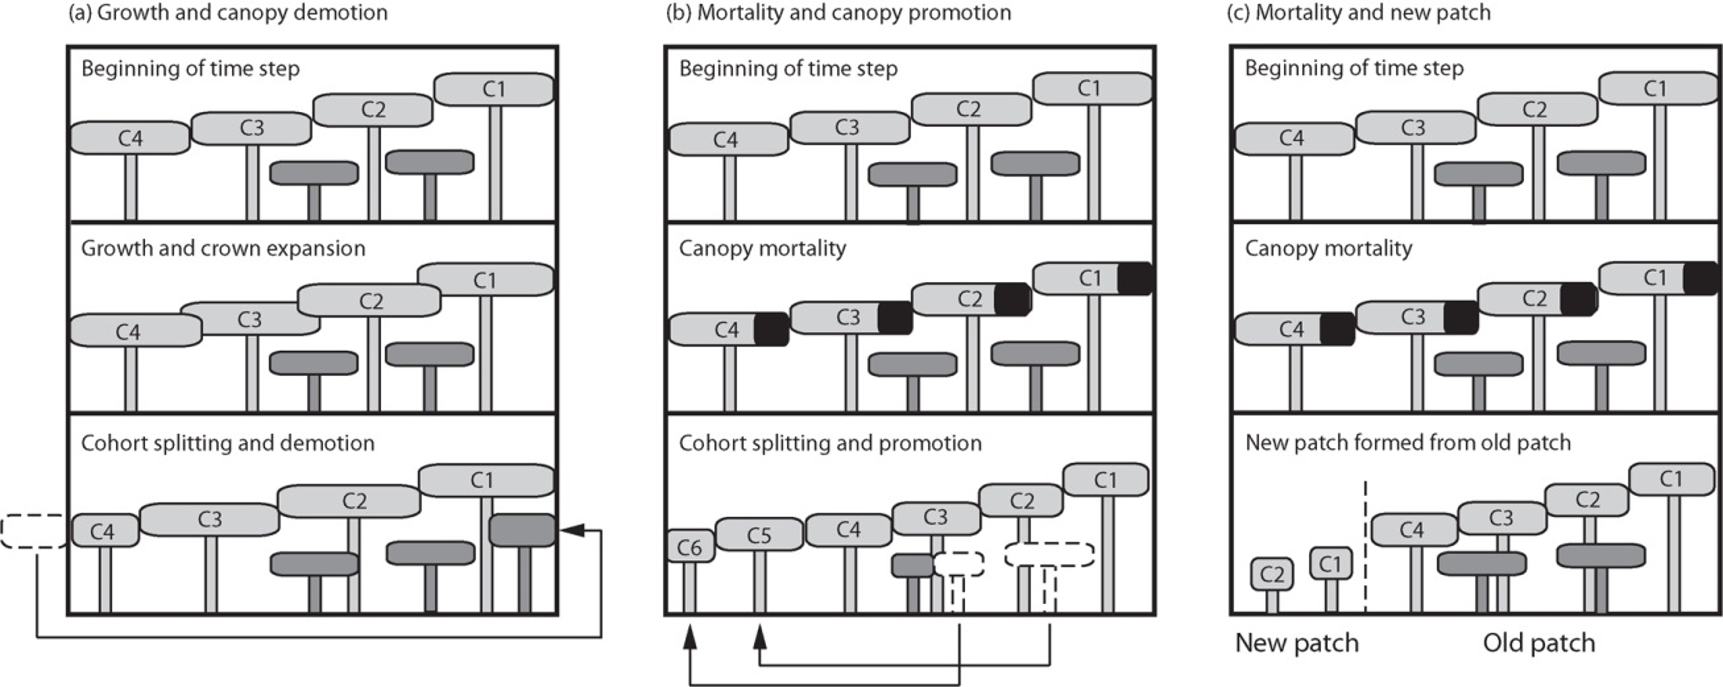 (a) Growth and canopy demotion
Beginning of time step
C1
C2
C3
C4
Growth and crown expansion
C1
C2
C3
C4
Cohort splitting and demotion
C1
C2
C3
C4
(b) Mortality and canopy promotion
Beginning of time step
C1
C2
C3
C4
Canopy mortality
C1
C2
C3
C4
Cohort splitting and promotion
C1
C2
C3
C4
C5
C6
(c) Mortality and new patch
Beginning of time step
C1
C2
C3
C4
Canopy mortality
C1
C2
C3
C4
New patch formed from old patch
C1
C2
C3
C4
C1
C2
New patch
Old patch